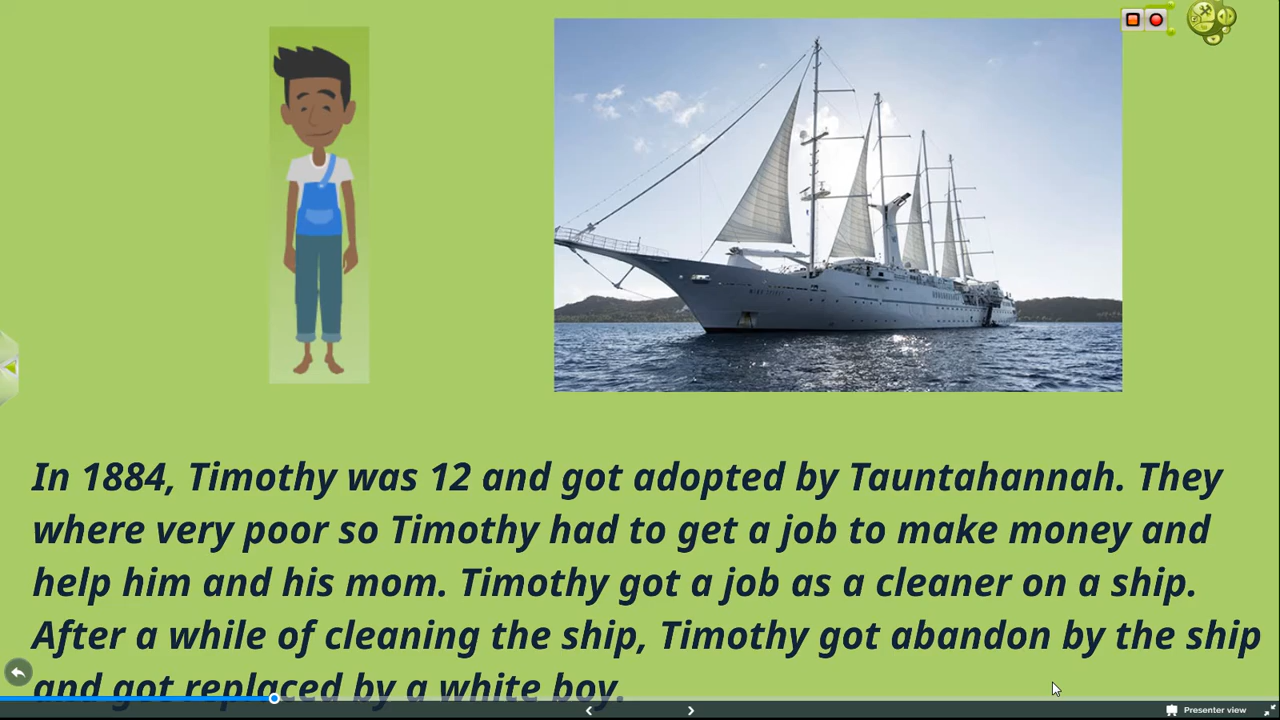 In 1884, Timothy was 12 and got adopted by Tauntahannah. They
where very poor so Timothy had to get a job to make money and
help him and his mom. Timothy got a job as a cleaner on a ship.
After a while of cleaning the ship, Timothy got abandon by the ship
and got replaced by a white boy.
Presenter view